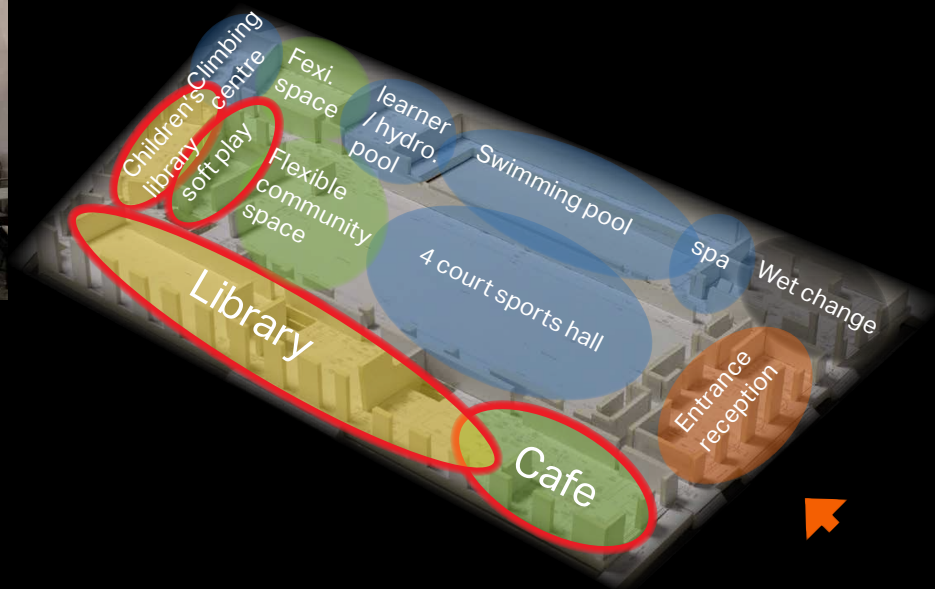 Climbing
centre
Fexi.
space
learner
/ hydro.
pool
Children's
library
soft play
Flexible
community
space
Swimming pool
spa
Wet change
4 court sports hall
Library
Entrance
reception
Cafe